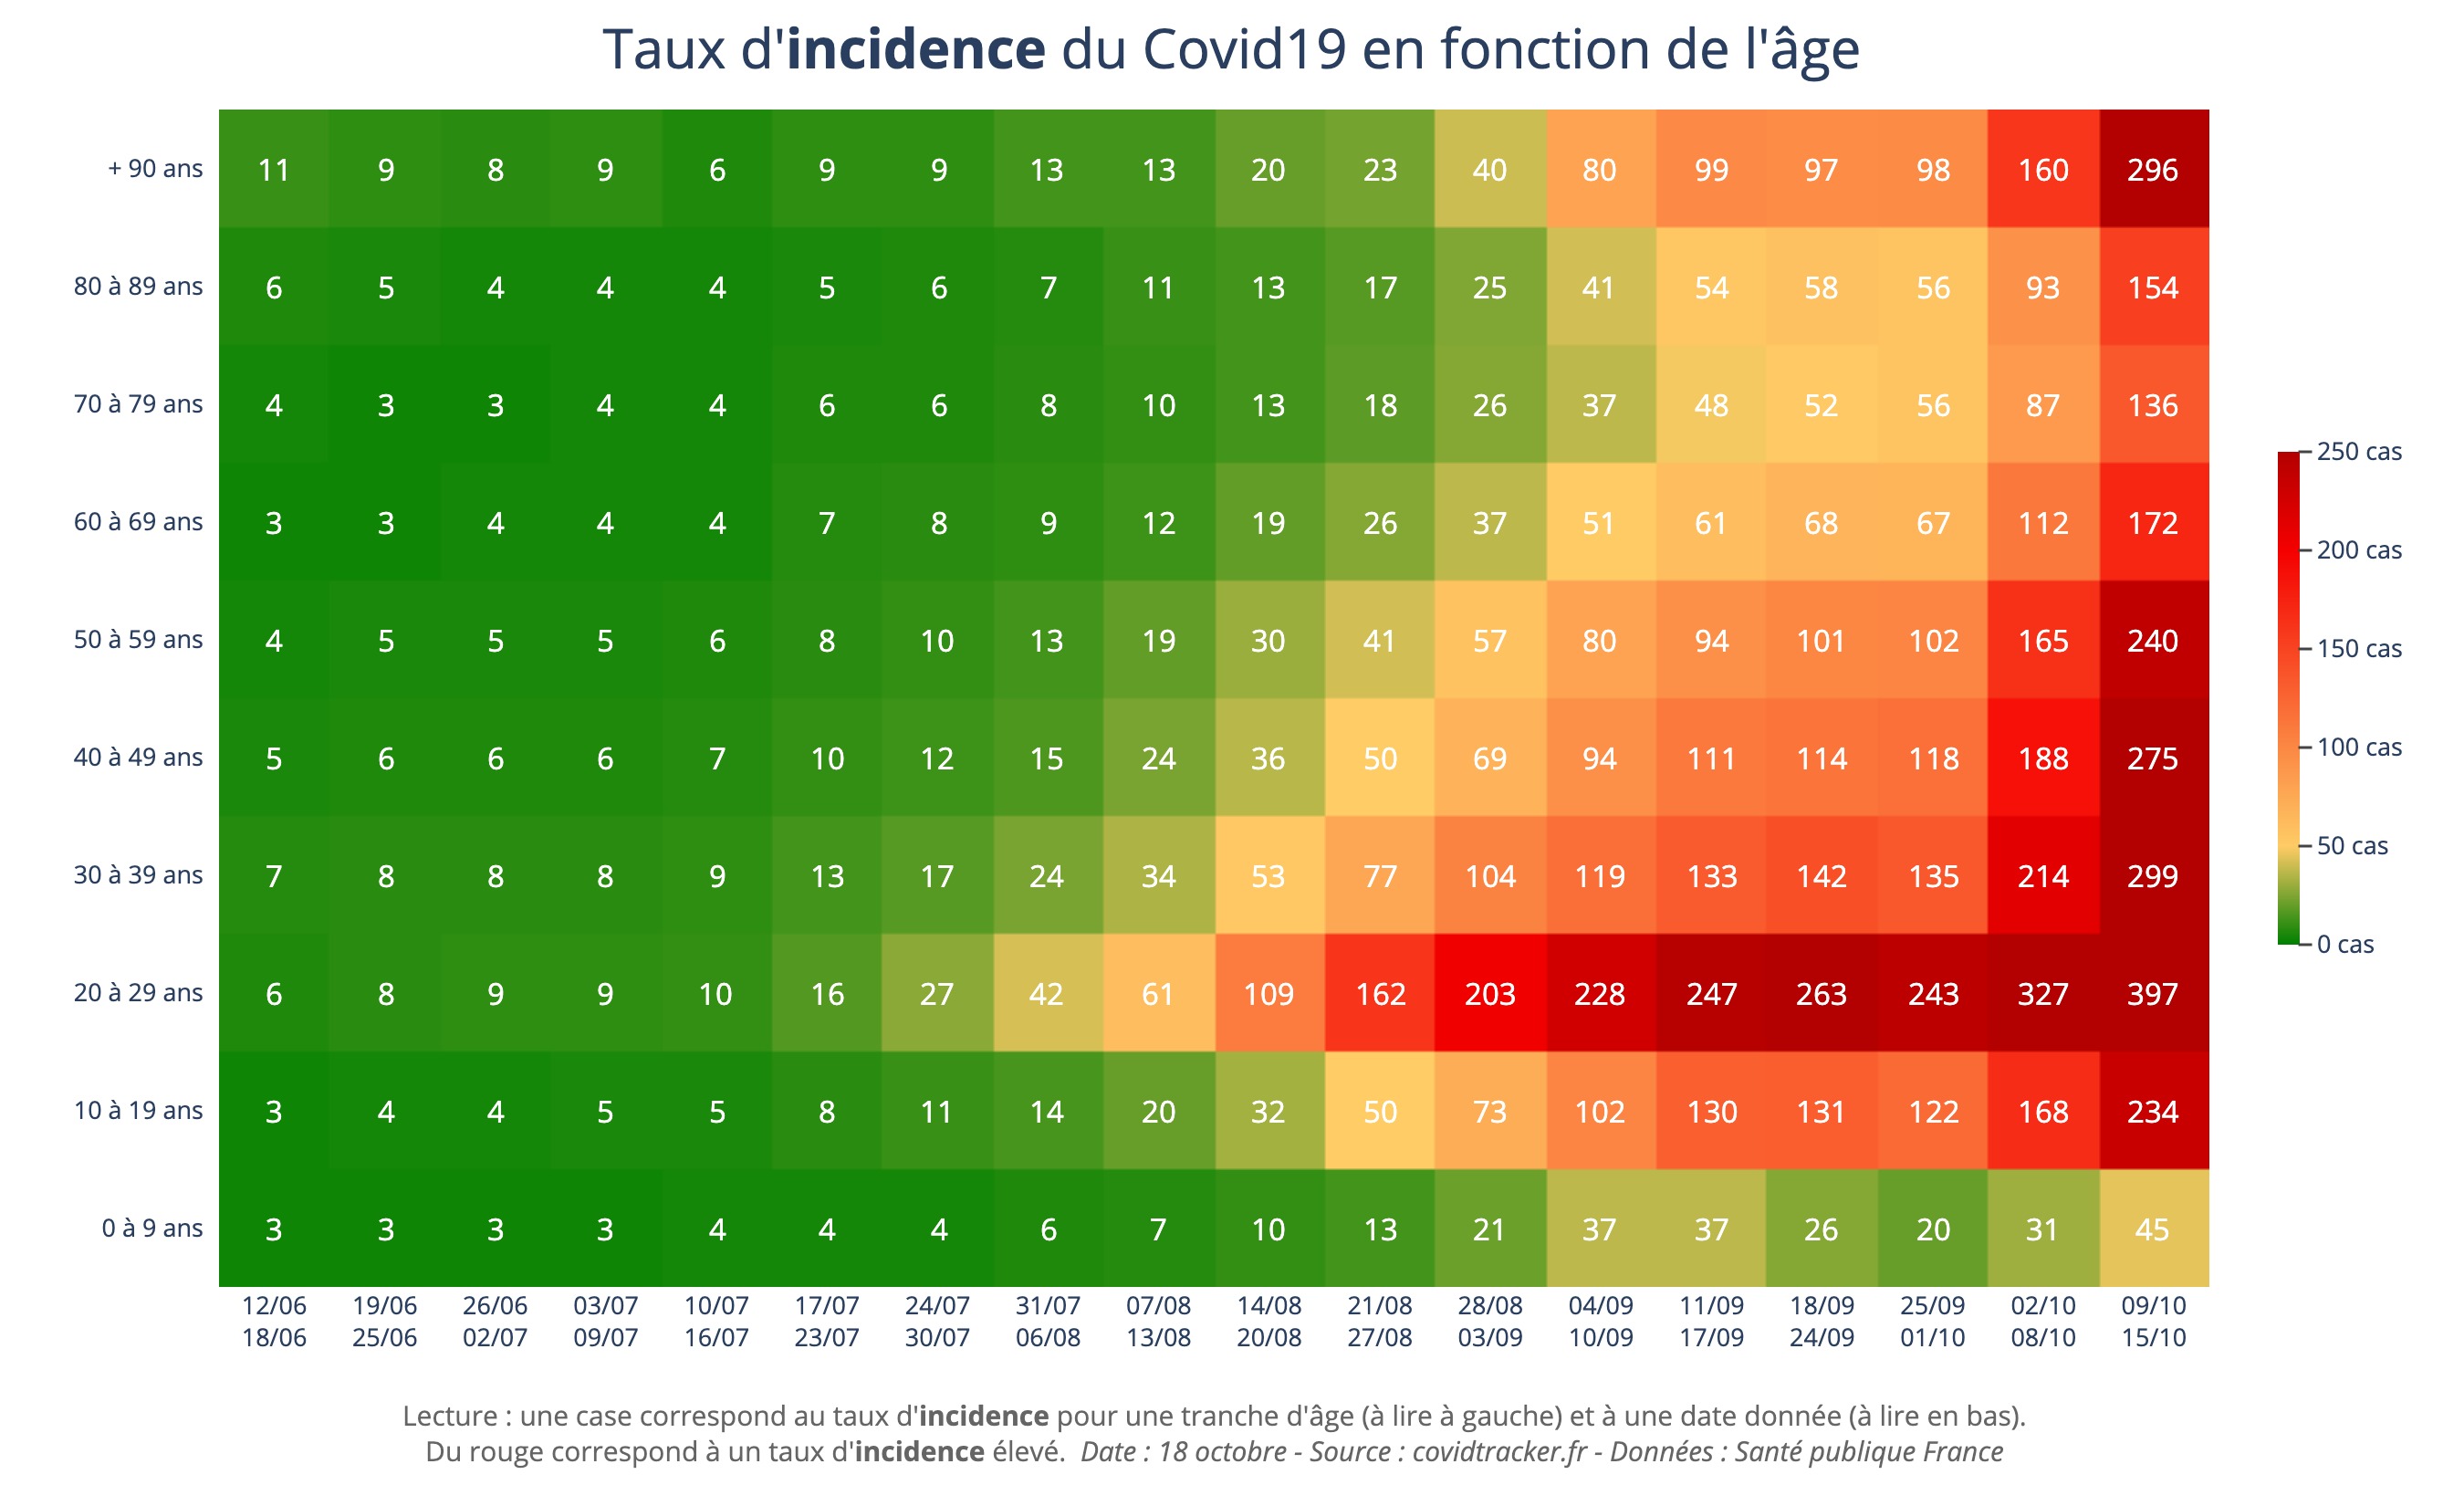 Taux d'incidence du Covid19 en fonction de l'âge
+ 90 ans 11 9 8 9 6 9 9 13 13 20 23 40 80 99 97 98 160 296
80 à 89 ans 6 5 4 4 4 5 6 7 11 13 17 25 41 54 58 56 93 154
70 à 79 ans 4 3 3 4 4 6 6 8 10 13 18 26 37 48 52 56 87 136
60 à 69 ans 3 3 4 4 4 7 8 9 12 19 26 37 51 61 68 67 112 172
50 à 59 ans 4 5 5 5 6 8 10 13 19 30 41 57 80 94 101 102 165 240
40 à 49 ans 5 6 6 6 7 10 12 15 24 36 50 69 94 111 114 118 188 275
30 à 39 ans 7 8 8 8 9 13 17 24 34 53 77 104 119 133 142 135 214 299
20 à 29 ans 6 8 9 9 10 16 27 42 61 109 162 203 228 247 263 243 327 397
10 à 19 ans 3 4 4 5 5 8 11 14 20 32 50 73 102 130 131 122 168 234
0 à 9 ans 3 3 3 3 4 4 4 6 7 10 13 21 37 37 26 20 31 45
12/06 19/06 26/06 03/07 10/07 17/07 24/07 31/07 07/08 14/08 21/08 28/08 04/09 11/09 18/09 25/09 02/10 09/10
18/06 25/06 02/07 09/07 16/07 23/07 30/07 06/08 13/08 20/08 27/08 03/09 10/09 17/09 24/09 01/10 08/10 15/10
250 cas
200 cas
150 cas
100 cas
50 cas
0 cas
Lecture : une case correspond au taux d'incidence pour une tranche d'âge (à lire à gauche) et à une date donnée (à lire en bas).
Du rouge correspond à un taux d'incidence élevé. Date : 18 octobre - Source : covidtracker.fr - Données : Santé publique France